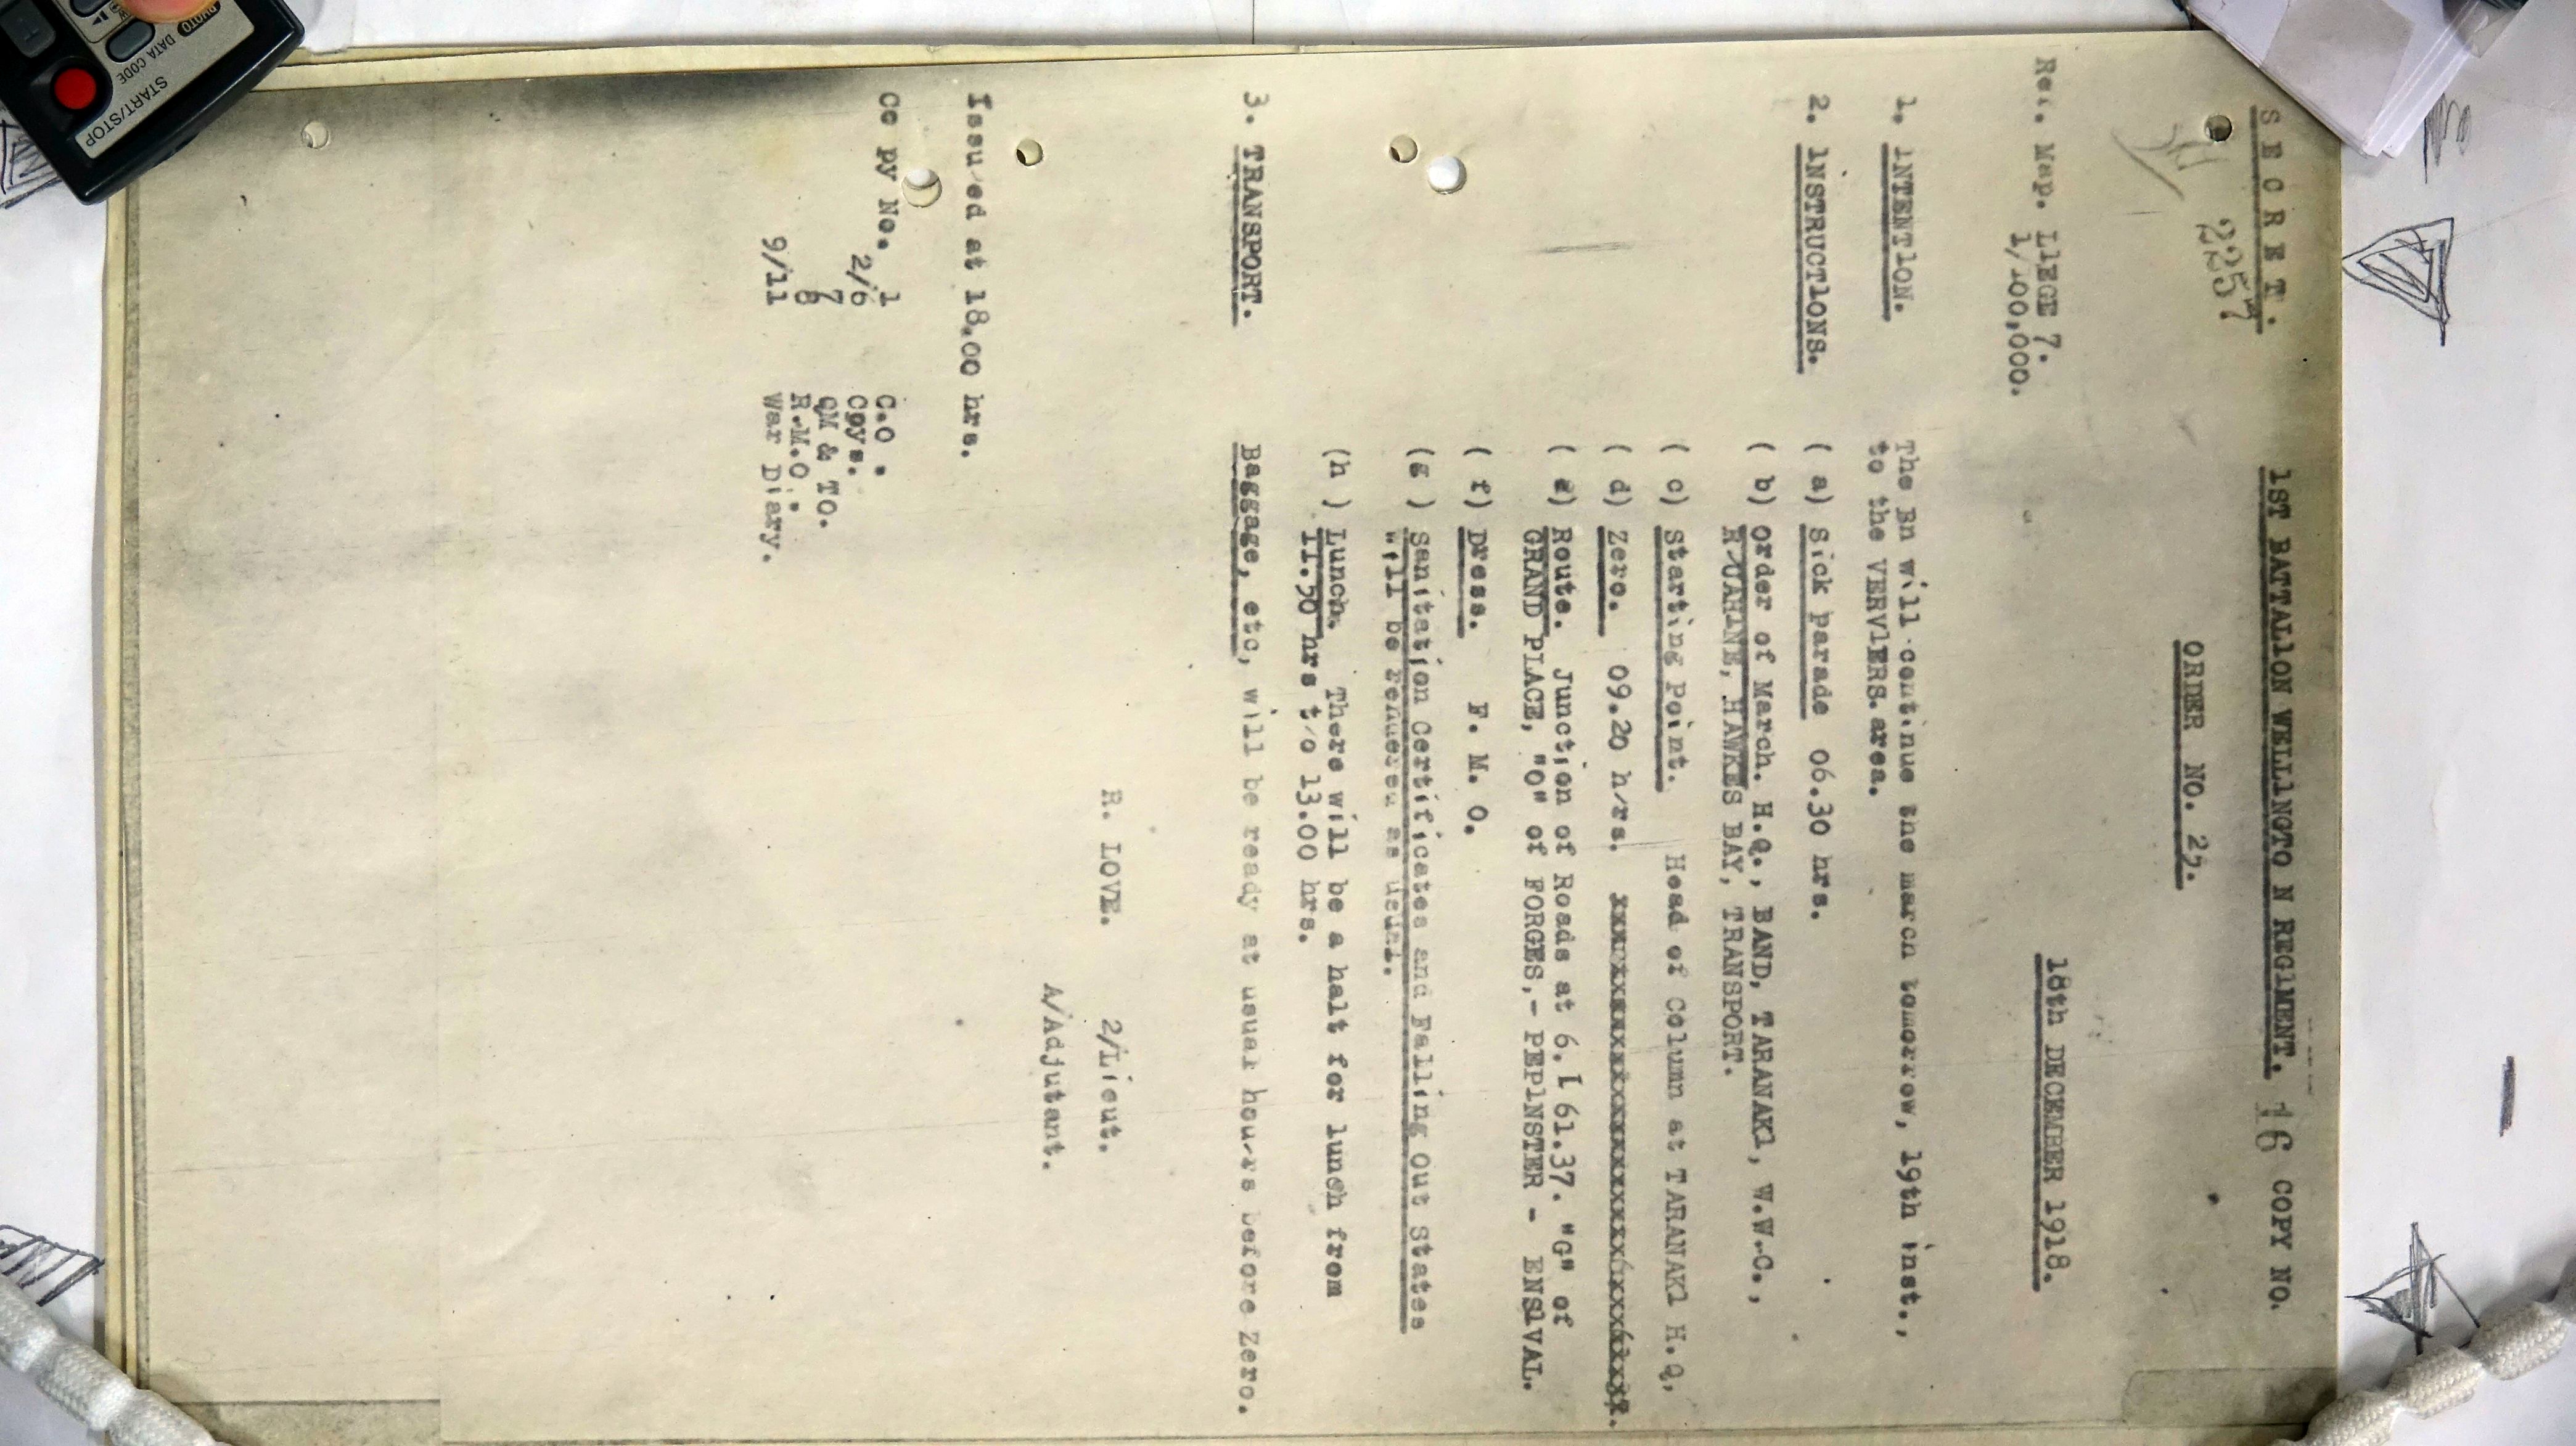 SECRET.
1ST BATTALION WELLINGTO N REGIMENT. 16 COPY NO.
2257
ORDER NO. 25.
18th DECEMBER 1918.
Ref. Map. LIEGE 7.
1/100,000.
1. INTENTION.
The Bn will continue the march tomorrow, 19th inst.,
to the VERVIERS. area.
2. INSTRUCTIONS.
( a) Sick parade 06.30 hrs.
( b) Order of March. H.Q., BAND, TARANAKI, W.W.C.,
RUAHINE, HAWKES BAY, TRANSPORT.
( c) Starting Point. Head of Column at TARANAKI H.Q,
( d) Zero. 09.20 hrs.
( e) Route. Junction of Roads at 6.I 61.37. "G" of
GRAND PLACE, "O" of FORGES,- PEPINSTER - ENSIVAL.
( f) Dress. F. M. O.
(g ) Sanitation Certificates and Falling Out States
will be rendered as usual.
(h ) Lunch. There will be a halt for lunch from
11.50 hrs to 13.00 hrs.
3. TRANSPORT.
Baggage, etc, will be ready at usual hours before Zero.
R. LOVE. 2/Lieut.
A/Adjutant.
Issued at 18.00 hrs.
Co py No. 1 C.O .
2/6 Coys.
7 QM & TO.
8 R.M.O .
9/11 War Diary.
PHOTO
DATA CODE
START/STOP